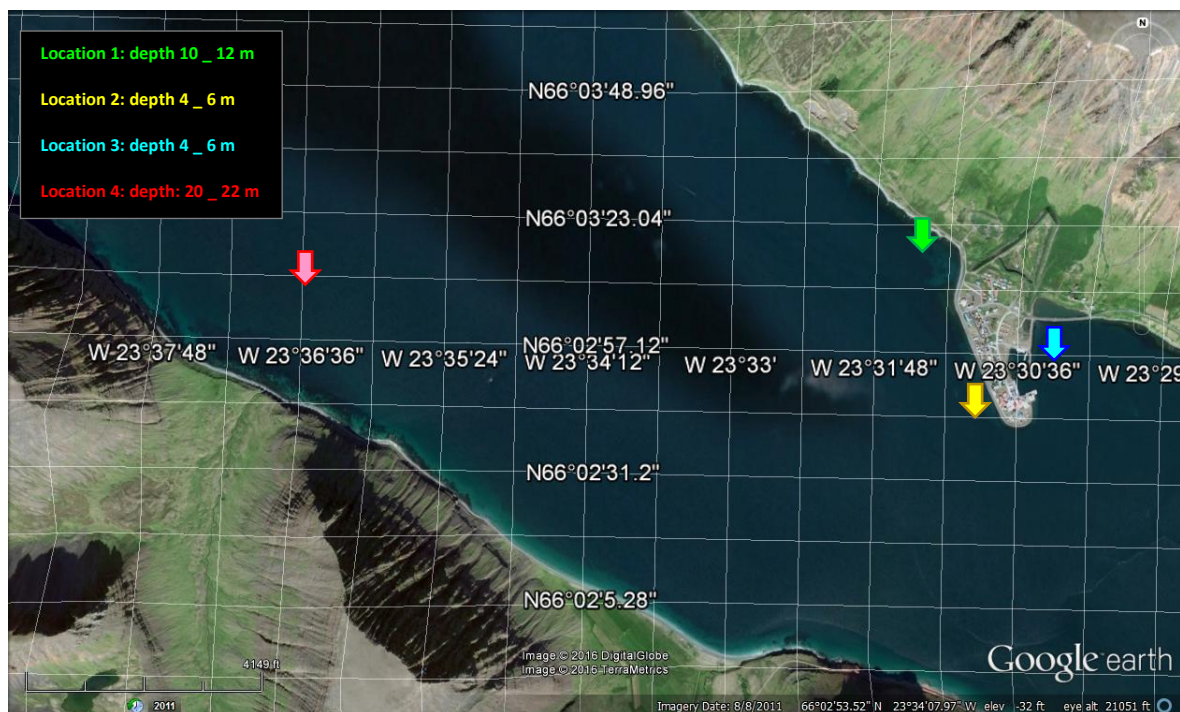 Location 1: depth 10 _ 12 m
Location 2: depth 4 _ 6 m
Location 3: depth 4 _ 6 m
Location 4: depth: 20 _ 22 m
N
N66°03'48.96"
N66°03'23.04"
N66°02'57.12"
W 23°37'48" W 23°36'36" W 23°35'24" W 23°34'12" W 23°33' W 23°31'48" W 23°30'36" W 23°29
N66°02'31.2"
N66°02'5.28"
4149 ft
Image © 2016 DigitalGlobe
Image © 2016 TerraMetrics
Google earth
2011
Imagery Date: 8/8/2011 66°02'53.52" N 23°34'07.97" W elev -32 ft eye alt 21051 ft